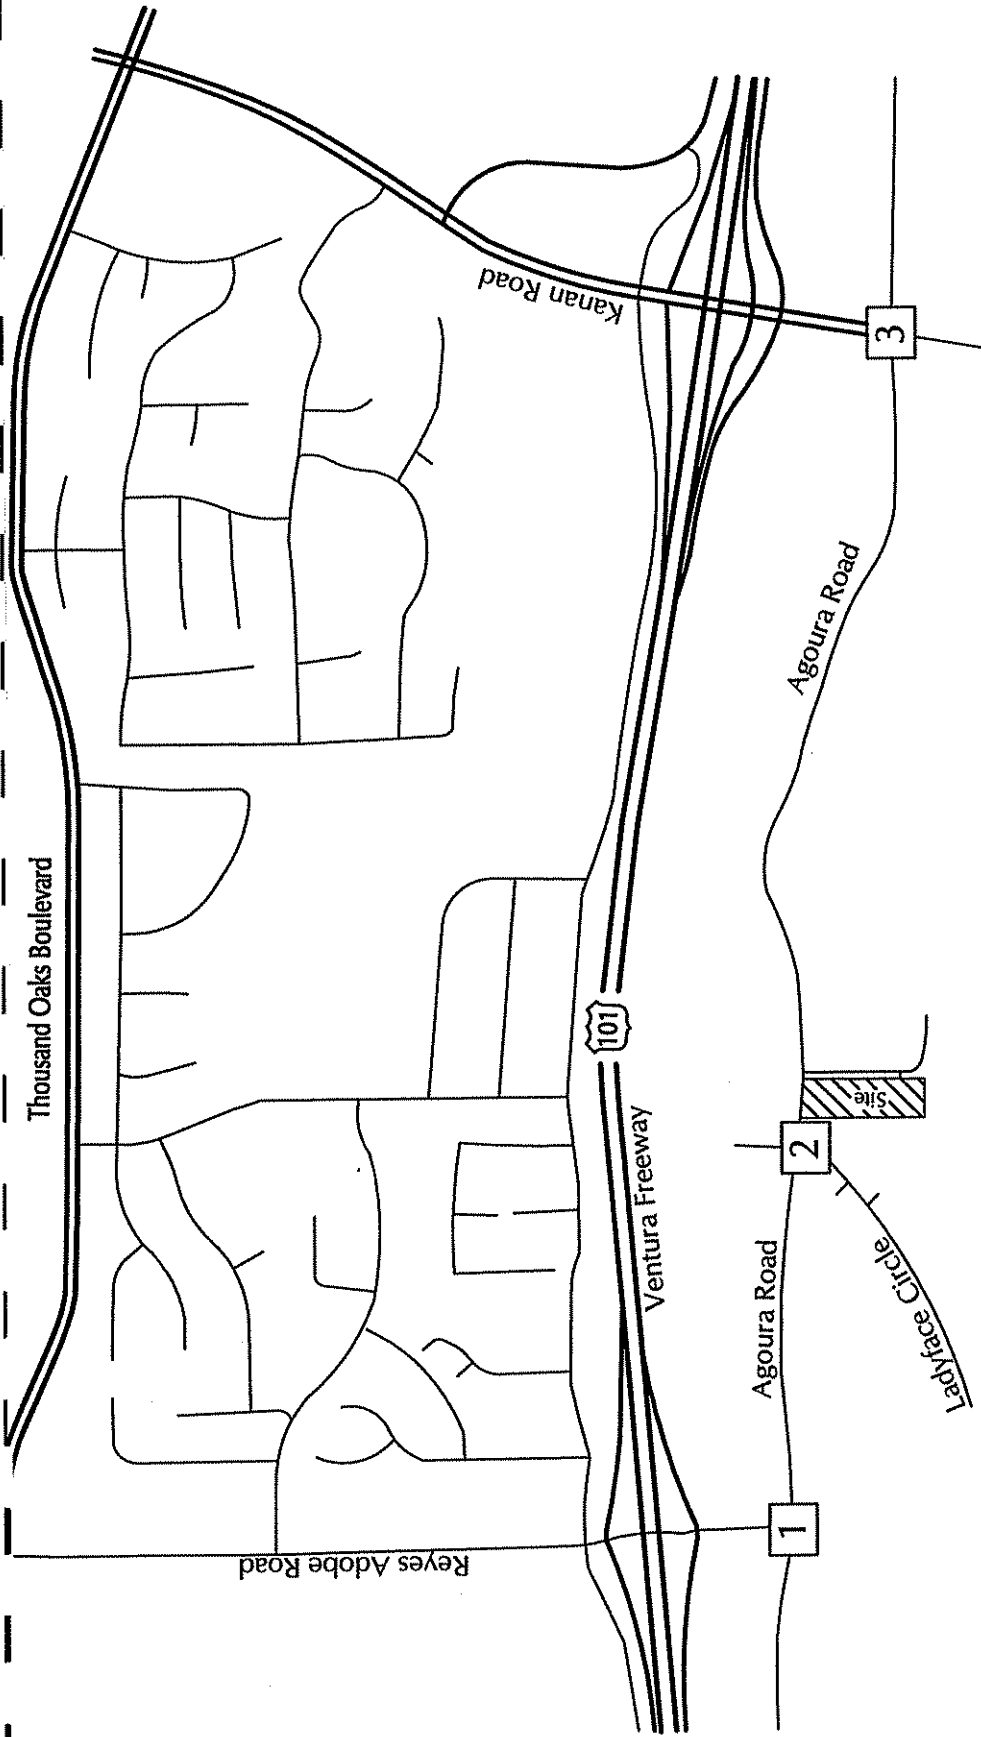 Thousand Oaks Boulevard
Kanan Road
Reyes Adobe Road
101
Ventura Freeway
Agoura Road
Agoura Road
Ladyface Circle
Site
1
2
3